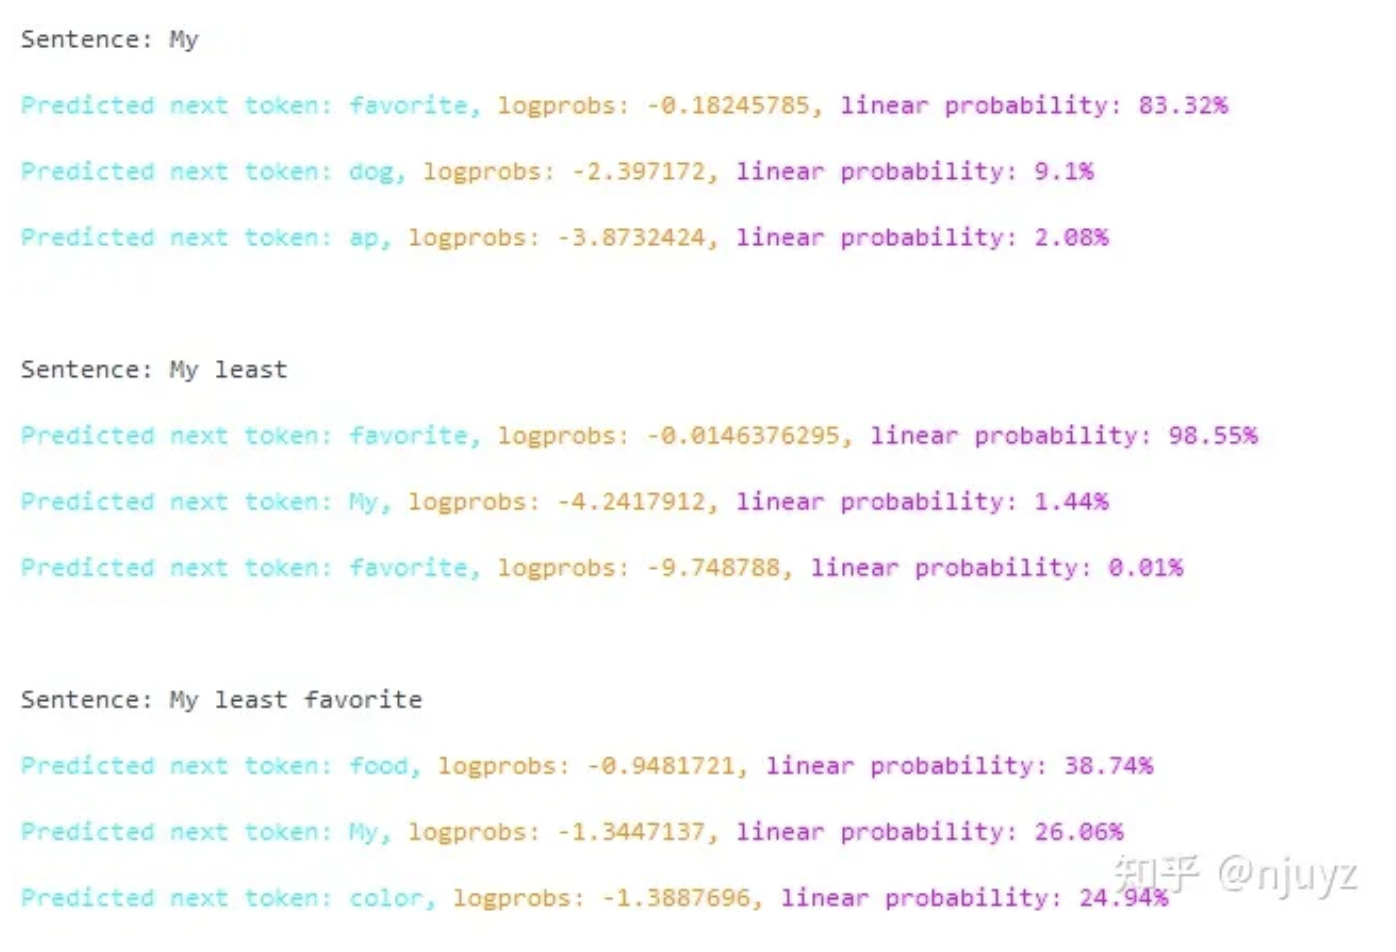 Sentence: My
Predicted next token: favorite, logprobs: -0.18245785, linear probability: 83.32%
Predicted next token: dog, logprobs: -2.397172, linear probability: 9.1%
Predicted next token: ap, logprobs: -3.8732424, linear probability: 2.08%
Sentence: My least
Predicted next token: favorite, logprobs: -0.0146376295, linear probability: 98.55%
Predicted next token: My, logprobs: -4.2417912, linear probability: 1.44%
Predicted next token: favorite, logprobs: -9.748788, linear probability: 0.01%
Sentence: My least favorite
Predicted next token: food, logprobs: -0.9481721, linear probability: 38.74%
Predicted next token: My, logprobs: -1.3447137, linear probability: 26.06%
Predicted next token: color, logprobs: -1.3887696, linear probability: 24.94%
知乎 @njuyz